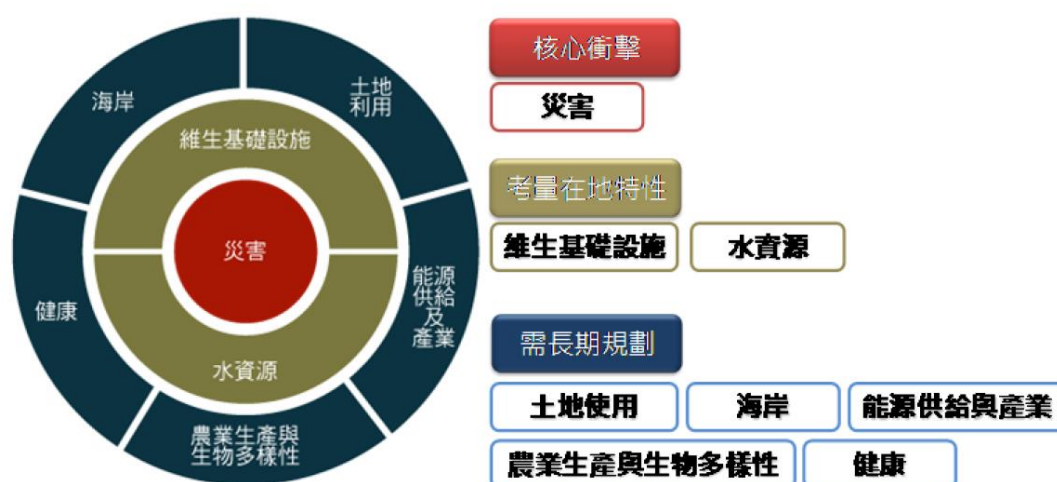 海岸
土地
利用
維生基礎設施
災害
健康
能源
供給
及
產業
水資源
農業生產與
生物多樣性
核心衝擊
災害
考量在地特性
維生基礎設施
水資源
需長期規劃
土地使用
海岸
能源供給與產業
農業生產與生物多樣性
健康